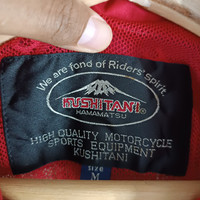 We are fond of Riders' Spirit.
KUSHITANI
HAMAMATSU
HIGH QUALITY MOTORCYCLE
SPORTS EQUIPMENT
KUSHITANI
SIZE
M